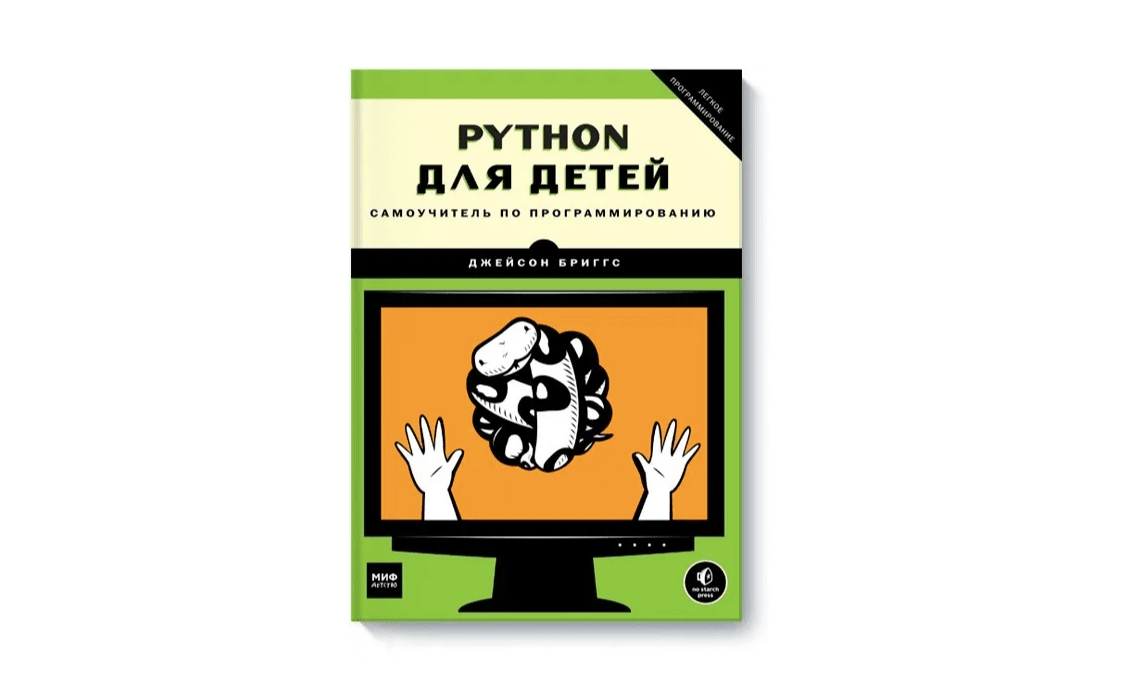 ЛЕГКОЕ
ПРОГРАММИРОВАНИЕ
PYTHON
ДЛЯ ДЕТЕЙ
САМОУЧИТЕЛЬ ПО ПРОГРАММИРОВАНИЮ
ДЖЕЙСОН БРИГГС
МИФ
ДЕТСТВО
no starch
press